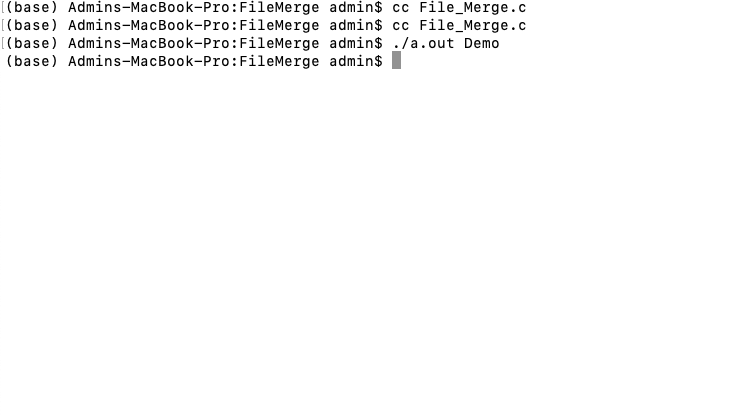 (base) Admins-MacBook-Pro:FileMerge admin$ cc File_Merge.c
(base) Admins-MacBook-Pro:FileMerge admin$ cc File_Merge.c
(base) Admins-MacBook-Pro:FileMerge admin$ ./a.out Demo
(base) Admins-MacBook-Pro:FileMerge admin$